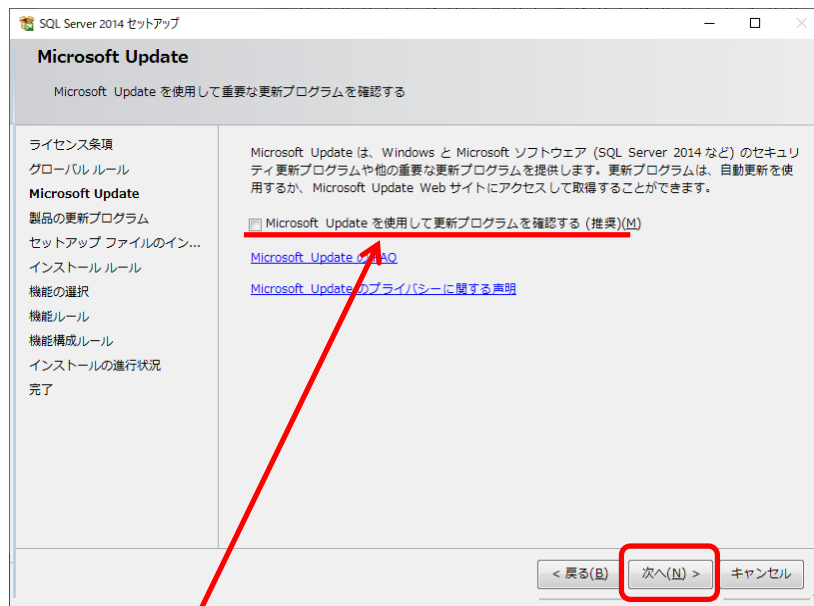 SQL Server 2014 セットアップ
Microsoft Update
Microsoft Update を使用して重要な更新プログラムを確認する
ライセンス条項
グローバル ルール
Microsoft Update
製品の更新プログラム
セットアップ ファイルのイン...
インストール ルール
機能の選択
機能ルール
機能構成ルール
インストールの進行状況
完了
Microsoft Update は、Windows と Microsoft ソフトウェア (SQL Server 2014 など) のセキュリ
ティ更新プログラムや他の重要な更新プログラムを提供します。更新プログラムは、自動更新を使
用するか、Microsoft Update Web サイトにアクセスして取得することができます。
Microsoft Update を使用して更新プログラムを確認する (推奨)(M)
Microsoft Update の FAQ
Microsoft Update のプライバシーに関する声明
< 戻る(B) 次へ(N) > キャンセル